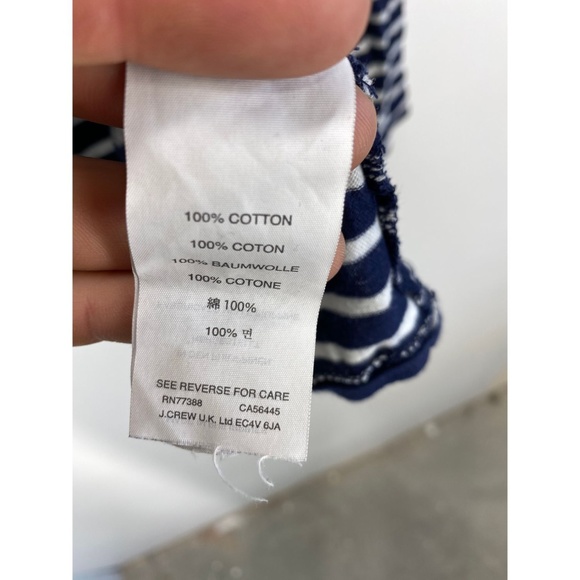 100% COTTON
100% COTON
100% BAUMWOLLE
100% COTONE
綿 100%
100% 면
SEE REVERSE FOR CARE
RN77388 CA56445
J.CREW U.K. Ltd EC4V 6JA